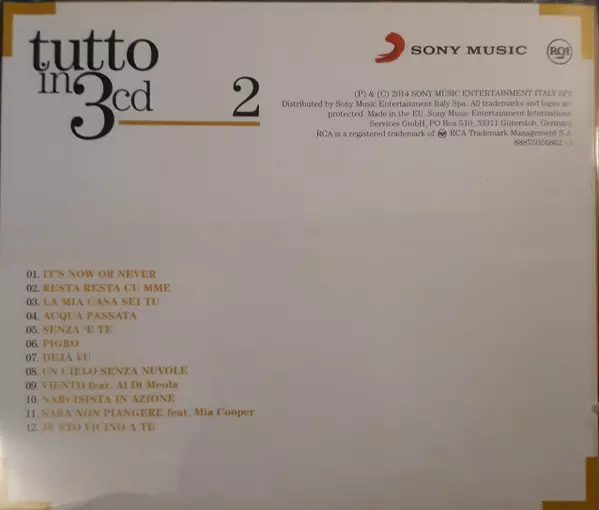 tutto
in
3cd
2
SONY MUSIC
RCA
(P) & (C) 2014 SONY MUSIC ENTERTAINMENT ITALY SPA
Distributed by Sony Music Entertainment Italy Spa. All trademarks and logos are
protected. Made in the EU. Sony Music Entertainment International
Services GmbH, PO Box 510, 33311 Gütersloh, Germany
RCA is a registered trademark of RCA Trademark Management S.A.
01. IT'S NOW OR NEVER
02. RESTA RESTA CU MME
03. LA MIA CASA SEI TU
04. ACQUA PASSATA
05. SENZA 'E TE
06. PIGRO
07. DEJÀ VU
08. UN CIELO SENZA NUVOLE
09. VIENTO feat. Al Di Meola
10. NARCISISTA IN AZIONE
11. SARA NON PIANGERE feat. Mia Cooper
12. JE STO VICINO A TE